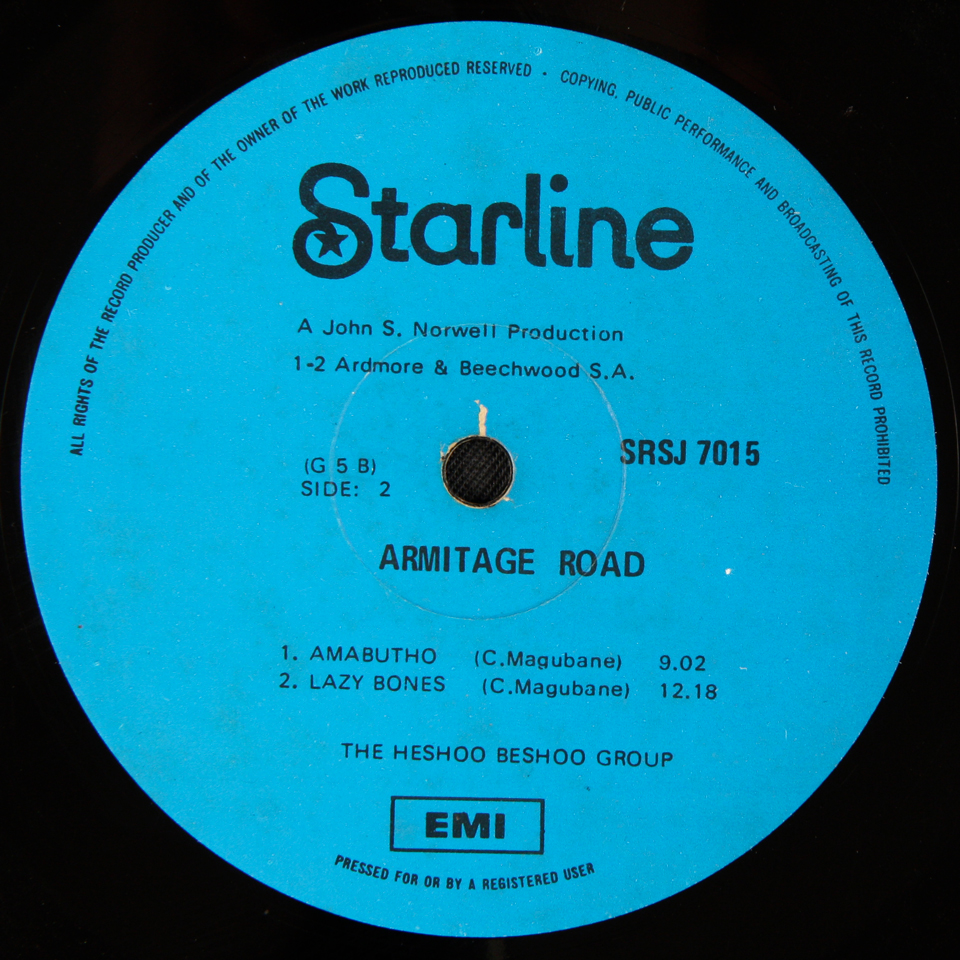 ALL RIGHTS OF THE RECORD PRODUCER AND OF THE OWNER OF THE WORK REPRODUCED RESERVED · COPYING, PUBLIC PERFORMANCE AND BROADCASTING OF THIS RECORD PROHIBITED
Starline
A John S. Norwell Production
1-2 Ardmore & Beechwood S.A.
SRSJ 7015
(G 5 B)
SIDE: 2
ARMITAGE ROAD
1. AMABUTHO (C.Magubane) 9.02
2. LAZY BONES (C.Magubane) 12.18
THE HESHOO BESHOO GROUP
EMI
PRESSED FOR OR BY A REGISTERED USER